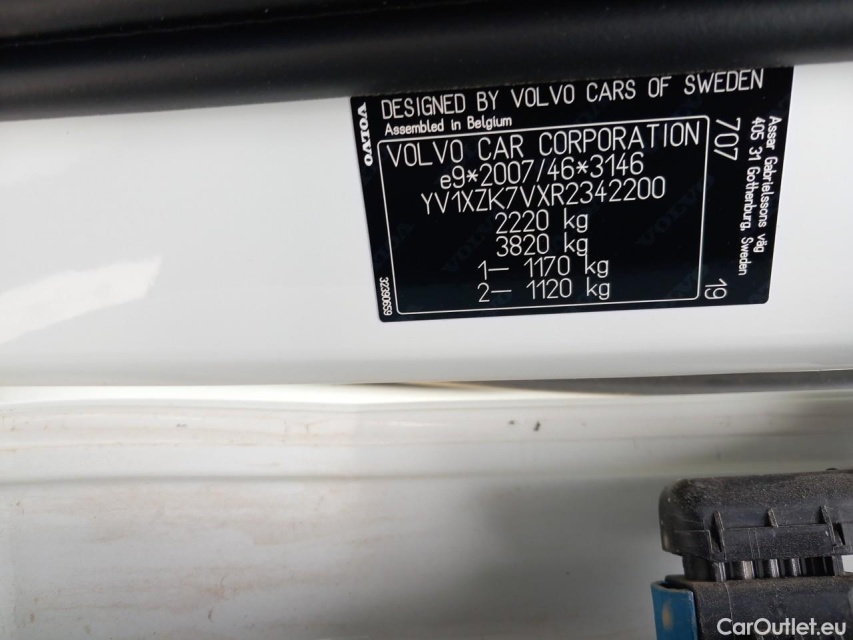 DESIGNED BY VOLVO CARS OF SWEDEN
Assembled in Belgium
VOLVO
VOLVO CAR CORPORATION
e9*2007/46*3146
YV1XZK7VXR2342200
2220 kg
3820 kg
1– 1170 kg
2– 1120 kg
32390659
707
19
Assar Gabrielssons väg
405 31 Gothenburg, Sweden
CarOutlet.eu